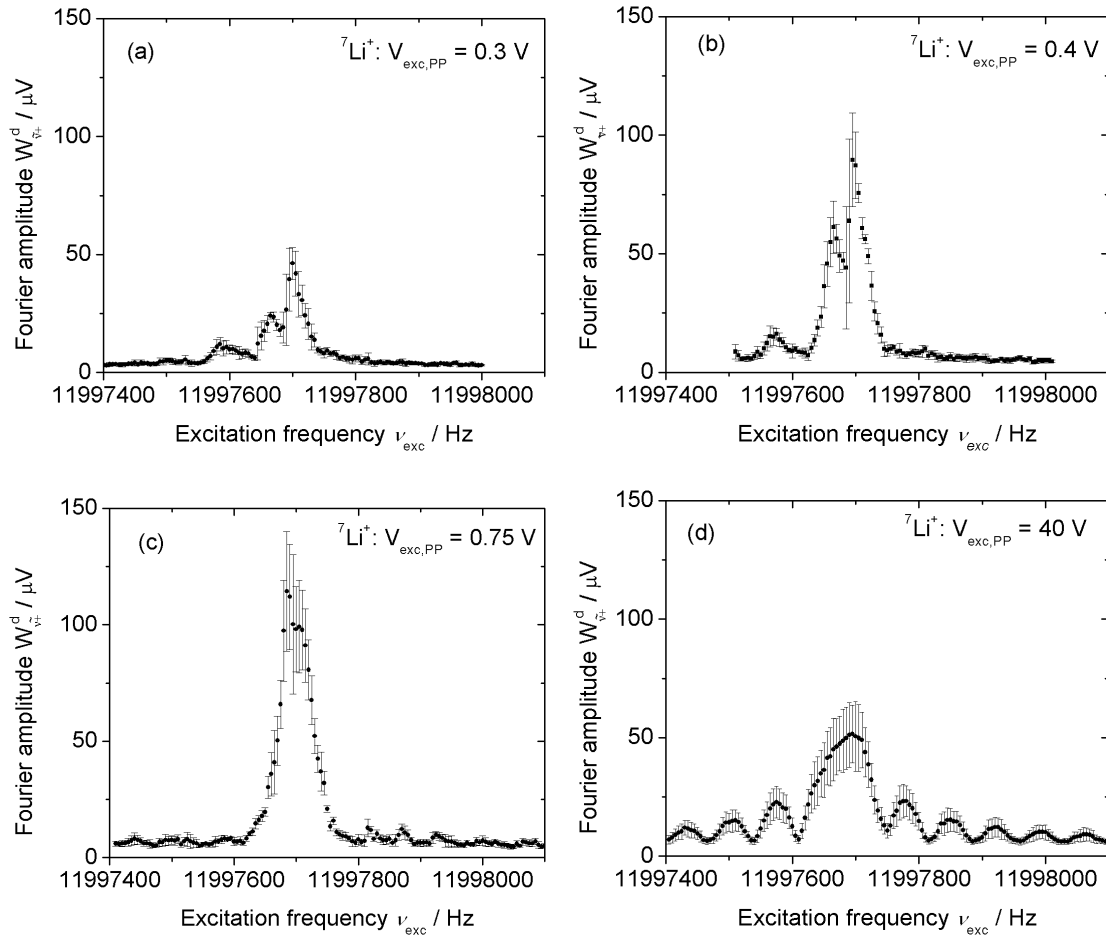 (a)
⁷Li⁺: V_exc,PP = 0.3 V
150
100
50
0
Fourier amplitude W^d_ṽ+ / μV
11997400 11997600 11997800 11998000
Excitation frequency ν_exc / Hz
(b)
⁷Li⁺: V_exc,PP = 0.4 V
150
100
50
0
Fourier amplitude W^d_ṽ+ / μV
11997400 11997600 11997800 11998000
Excitation frequency ν_exc / Hz
(c)
⁷Li⁺: V_exc,PP = 0.75 V
150
100
50
0
Fourier amplitude W^d_ṽ+ / μV
11997400 11997600 11997800 11998000
Excitation frequency ν_exc / Hz
(d)
⁷Li⁺: V_exc,PP = 40 V
150
100
50
0
Fourier amplitude W^d_ṽ+ / μV
11997400 11997600 11997800 11998000
Excitation frequency ν_exc / Hz